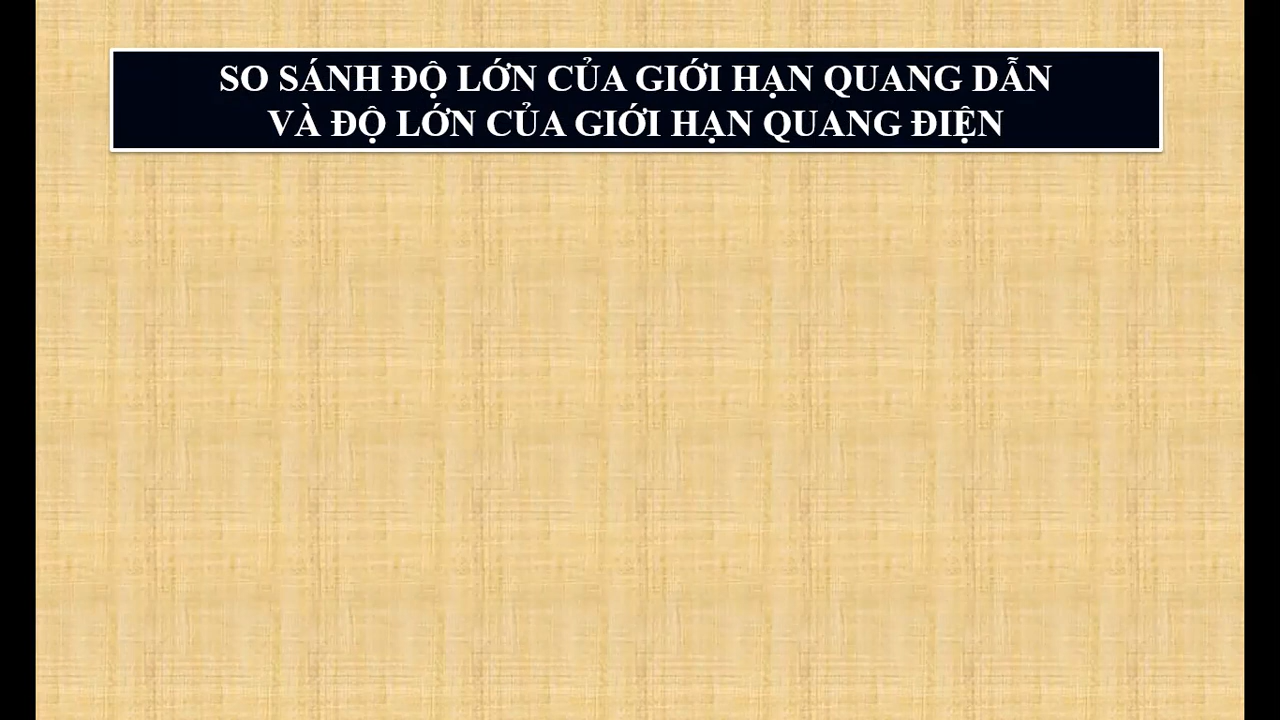 SO SÁNH ĐỘ LỚN CỦA GIỚI HẠN QUANG DẪN
VÀ ĐỘ LỚN CỦA GIỚI HẠN QUANG ĐIỆN